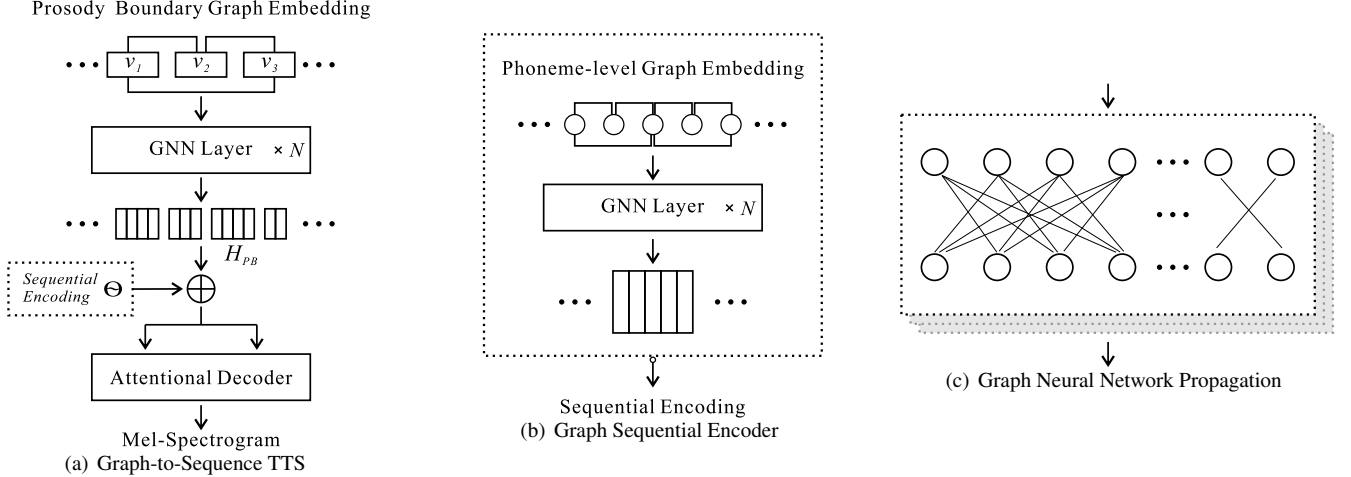 Prosody Boundary Graph Embedding
v1 v2 v3
GNN Layer × N
H_PB
Sequential
Encoding Θ
Attentional Decoder
Mel-Spectrogram
(a) Graph-to-Sequence TTS
Phoneme-level Graph Embedding
GNN Layer × N
Sequential Encoding
(b) Graph Sequential Encoder
(c) Graph Neural Network Propagation